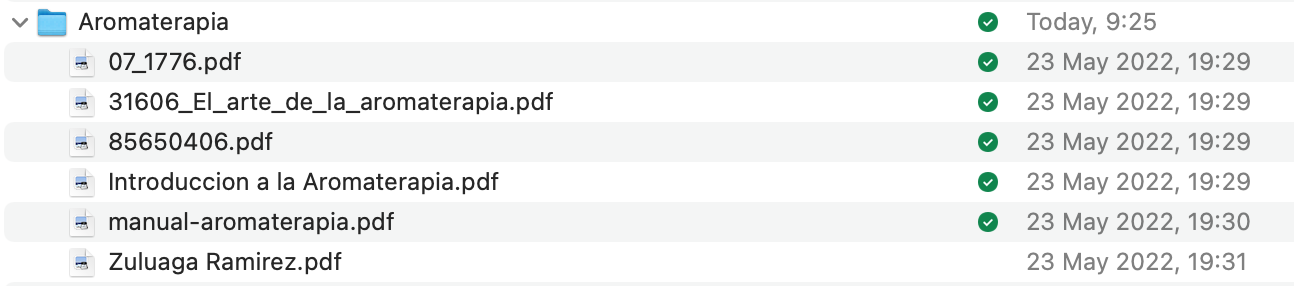 Aromaterapia Today, 9:25
07_1776.pdf 23 May 2022, 19:29
31606_El_arte_de_la_aromaterapia.pdf 23 May 2022, 19:29
85650406.pdf 23 May 2022, 19:29
Introduccion a la Aromaterapia.pdf 23 May 2022, 19:29
manual-aromaterapia.pdf 23 May 2022, 19:30
Zuluaga Ramirez.pdf 23 May 2022, 19:31